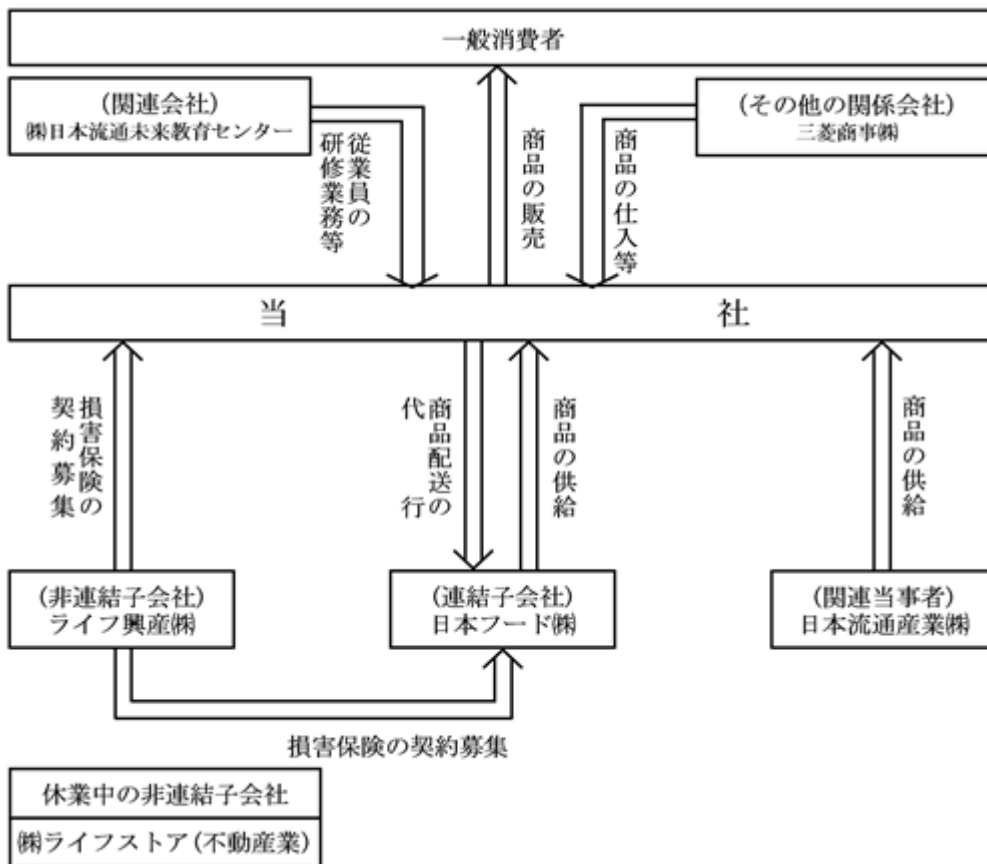 一般消費者
(関連会社)
㈱日本流通未来教育センター
(その他の関係会社)
三菱商事㈱
従業員の
研修業務等
商品の販売
商品の仕入等
当社
損害保険の
契約募集
商品配送の
代行
商品の供給
商品の供給
(非連結子会社)
ライフ興産㈱
(連結子会社)
日本フード㈱
(関連当事者)
日本流通産業㈱
損害保険の契約募集
休業中の非連結子会社
㈱ライフストア(不動産業)